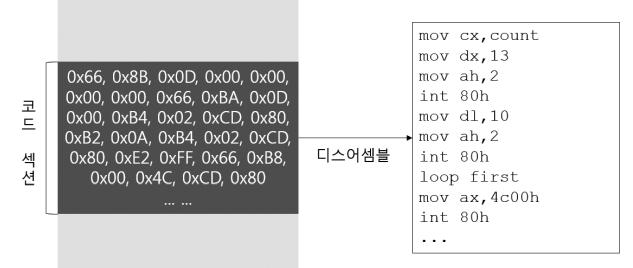 코드 섹션
0x66, 0x8B, 0x0D, 0x00, 0x00,
0x00, 0x00, 0x66, 0xBA, 0x0D,
0x00, 0xB4, 0x02, 0xCD, 0x80,
0xB2, 0x0A, 0xB4, 0x02, 0xCD,
0x80, 0xE2, 0xFF, 0x66, 0xB8,
0x00, 0x4C, 0xCD, 0x80
... ...
디스어셈블
mov cx,count
mov dx,13
mov ah,2
int 80h
mov dl,10
mov ah,2
int 80h
loop first
mov ax,4c00h
int 80h
...